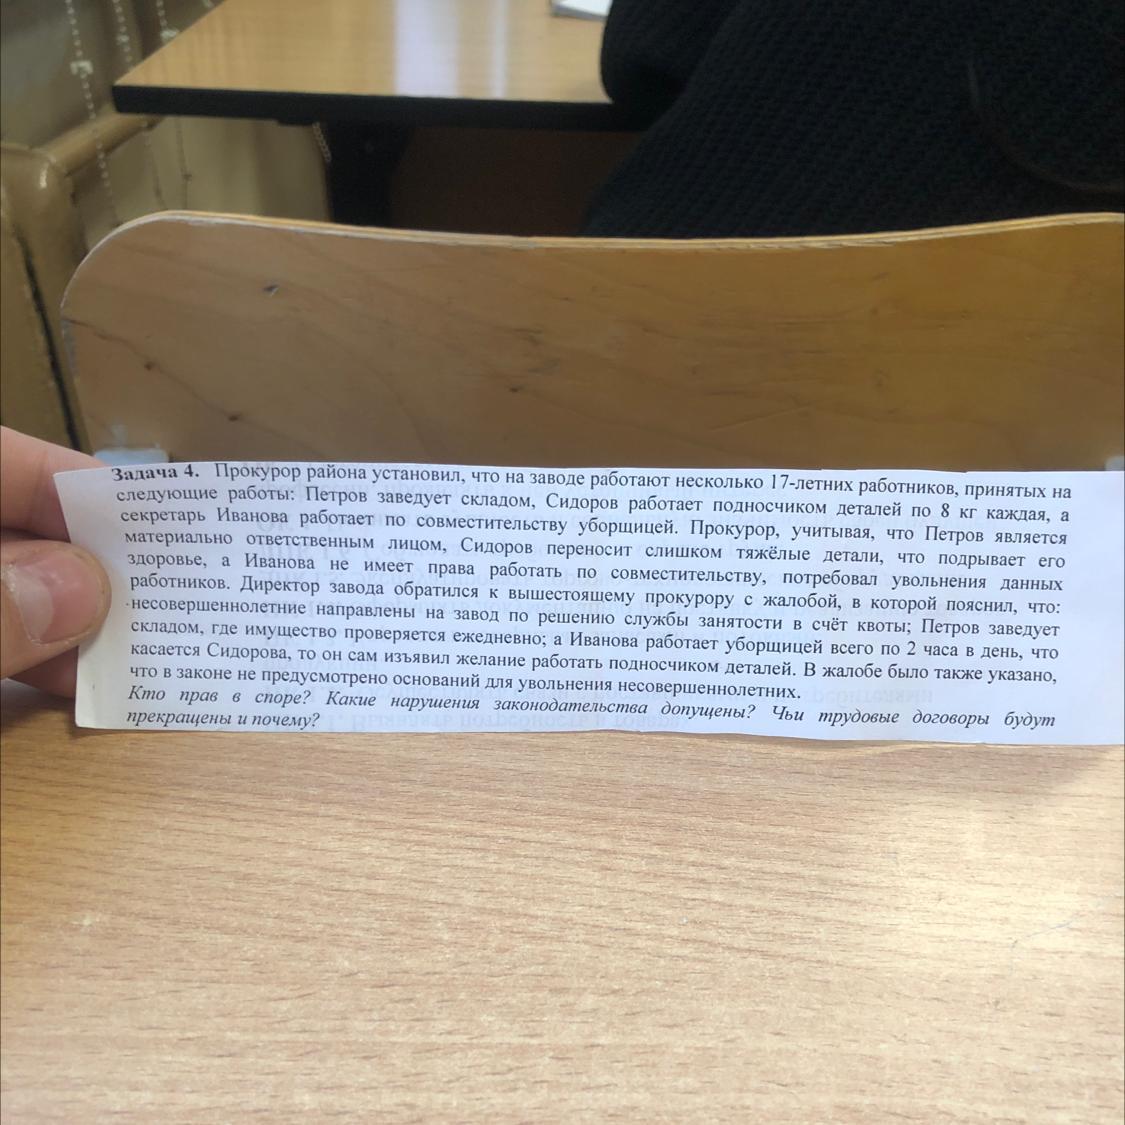 Задача 4. Прокурор района установил, что на заводе работают несколько 17-летних работников, принятых на
следующие работы: Петров заведует складом, Сидоров работает подносчиком деталей по 8 кг каждая, а
секретарь Иванова работает по совместительству уборщицей. Прокурор, учитывая, что Петров является
материально ответственным лицом, Сидоров переносит слишком тяжёлые детали, что подрывает его
здоровье, а Иванова не имеет права работать по совместительству, потребовал увольнения данных
работников. Директор завода обратился к вышестоящему прокурору с жалобой, в которой пояснил, что:
несовершеннолетние направлены на завод по решению службы занятости в счёт квоты; Петров заведует
складом, где имущество проверяется ежедневно; а Иванова работает уборщицей всего по 2 часа в день, что
касается Сидорова, то он сам изъявил желание работать подносчиком деталей. В жалобе было также указано,
что в законе не предусмотрено оснований для увольнения несовершеннолетних.
Кто прав в споре? Какие нарушения законодательства допущены? Чьи трудовые договоры будут
прекращены и почему?